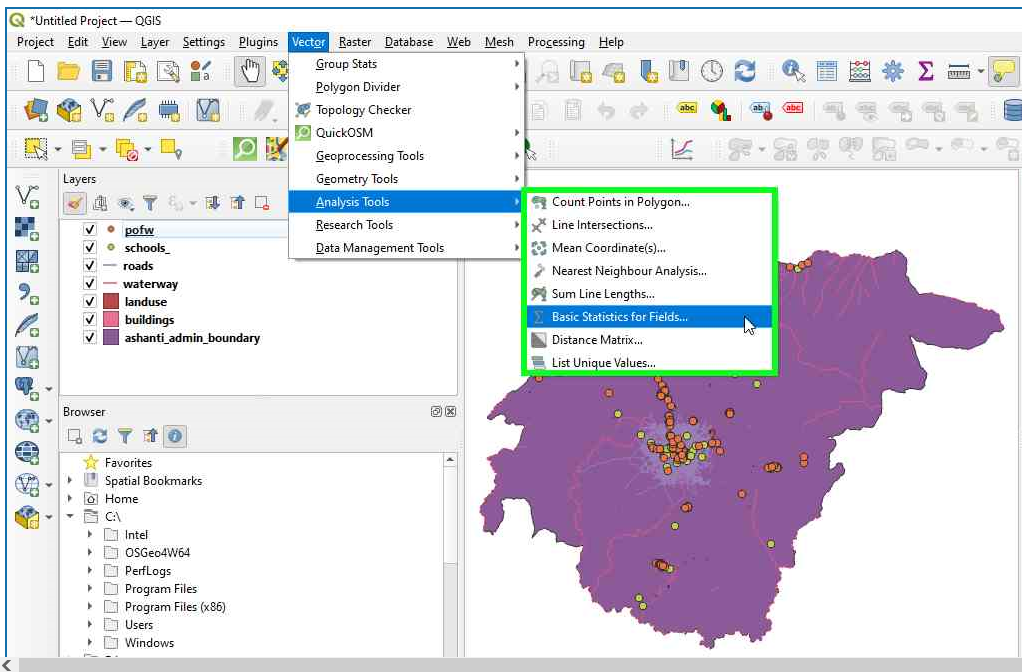 *Untitled Project — QGIS
Project Edit View Layer Settings Plugins Vector Raster Database Web Mesh Processing Help
Group Stats
Polygon Divider
Topology Checker
QuickOSM
Geoprocessing Tools
Geometry Tools
Analysis Tools
Research Tools
Data Management Tools
Count Points in Polygon...
Line Intersections...
Mean Coordinate(s)...
Nearest Neighbour Analysis...
Sum Line Lengths...
Basic Statistics for Fields...
Distance Matrix...
List Unique Values...
abc
ab
abc
Layers
pofw
schools_
roads
waterway
landuse
buildings
ashanti_admin_boundary
Browser
Favorites
Spatial Bookmarks
Home
C:\
Intel
OSGeo4W64
PerfLogs
Program Files
Program Files (x86)
Users
Windows